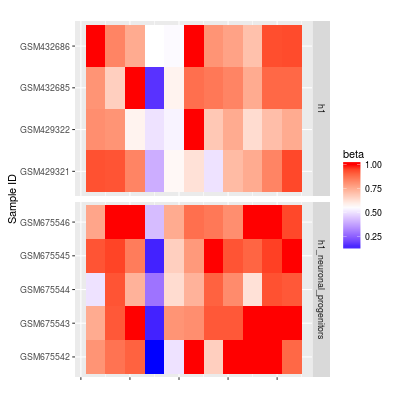 GSM432686
GSM432685
GSM429322
GSM429321
h1
GSM675546
GSM675545
GSM675544
GSM675543
GSM675542
h1_neuronal_progenitors
Sample ID
beta
1.00
0.75
0.50
0.25